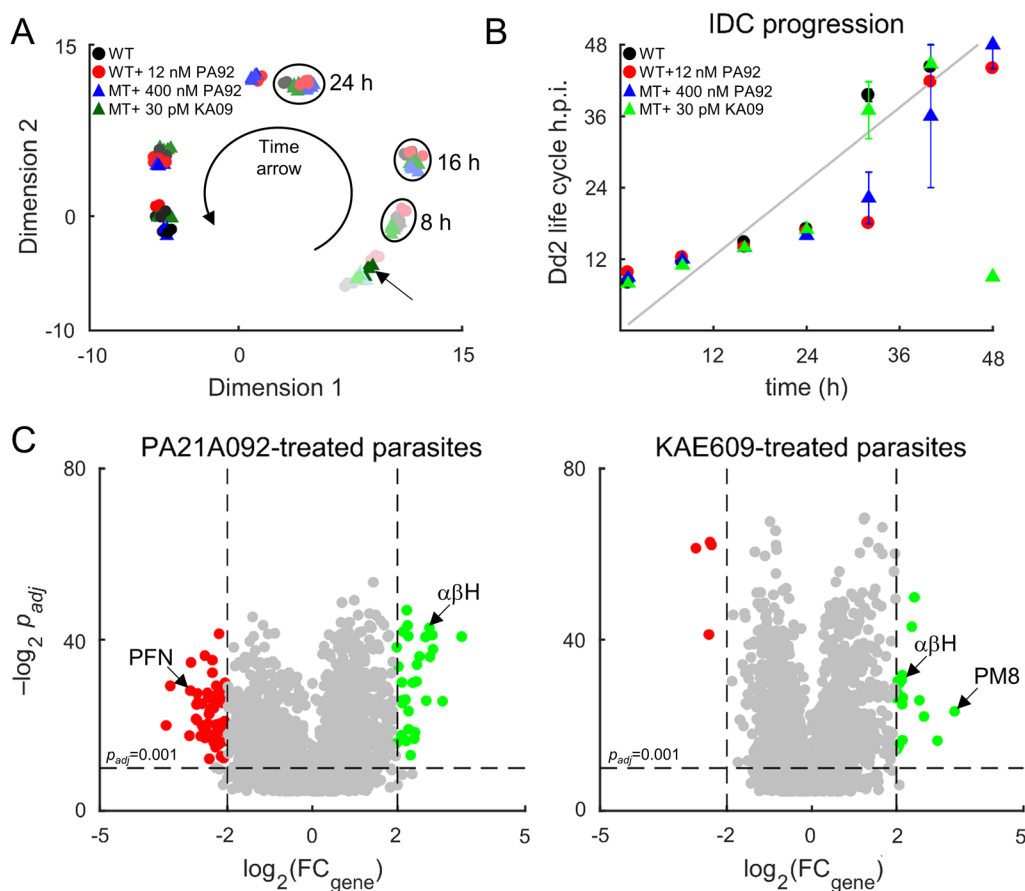 A
15
WT
WT+ 12 nM PA92
MT+ 400 nM PA92
MT+ 30 pM KA09
24 h
Time
arrow
16 h
8 h
0
-10
Dimension 2
-10
0
15
Dimension 1
B
IDC progression
48
36
24
12
WT
WT+12 nM PA92
MT+ 400 nM PA92
MT+ 30 pM KA09
Dd2 life cycle h.p.i.
12
24
36
48
time (h)
C
PA21A092-treated parasites
80
40
0
–log2 padj
αβH
PFN
padj=0.001
-5
-2
0
2
5
log2(FCgene)
KAE609-treated parasites
80
40
0
αβH
PM8
padj=0.001
-5
-2
0
2
5
log2(FCgene)